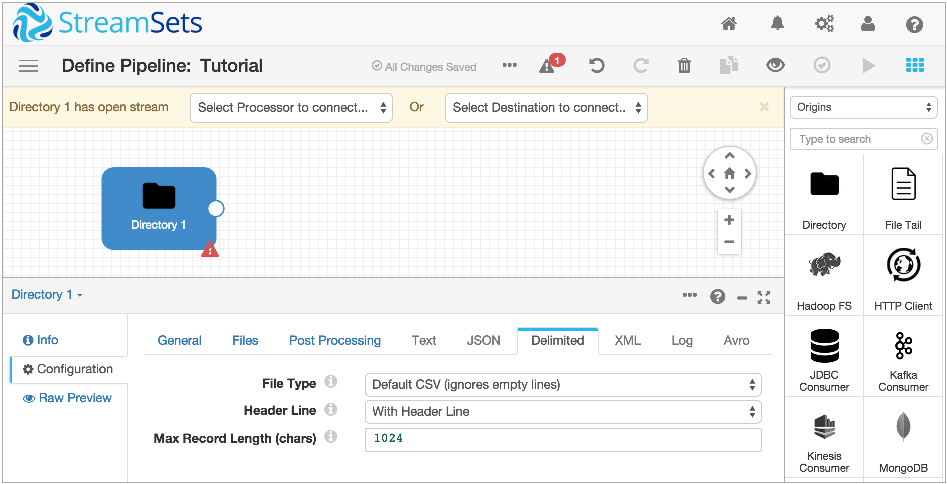 StreamSets
Define Pipeline: Tutorial
All Changes Saved
1
Directory 1 has open stream
Select Processor to connect...
Or
Select Destination to connect..
Origins
Type to search
Directory 1
Directory
File Tail
Hadoop FS
HTTP Client
JDBC
Consumer
Kafka
Consumer
Kinesis
Consumer
MongoDB
Directory 1
Info
Configuration
Raw Preview
General
Files
Post Processing
Text
JSON
Delimited
XML
Log
Avro
File Type
Default CSV (ignores empty lines)
Header Line
With Header Line
Max Record Length (chars)
1024